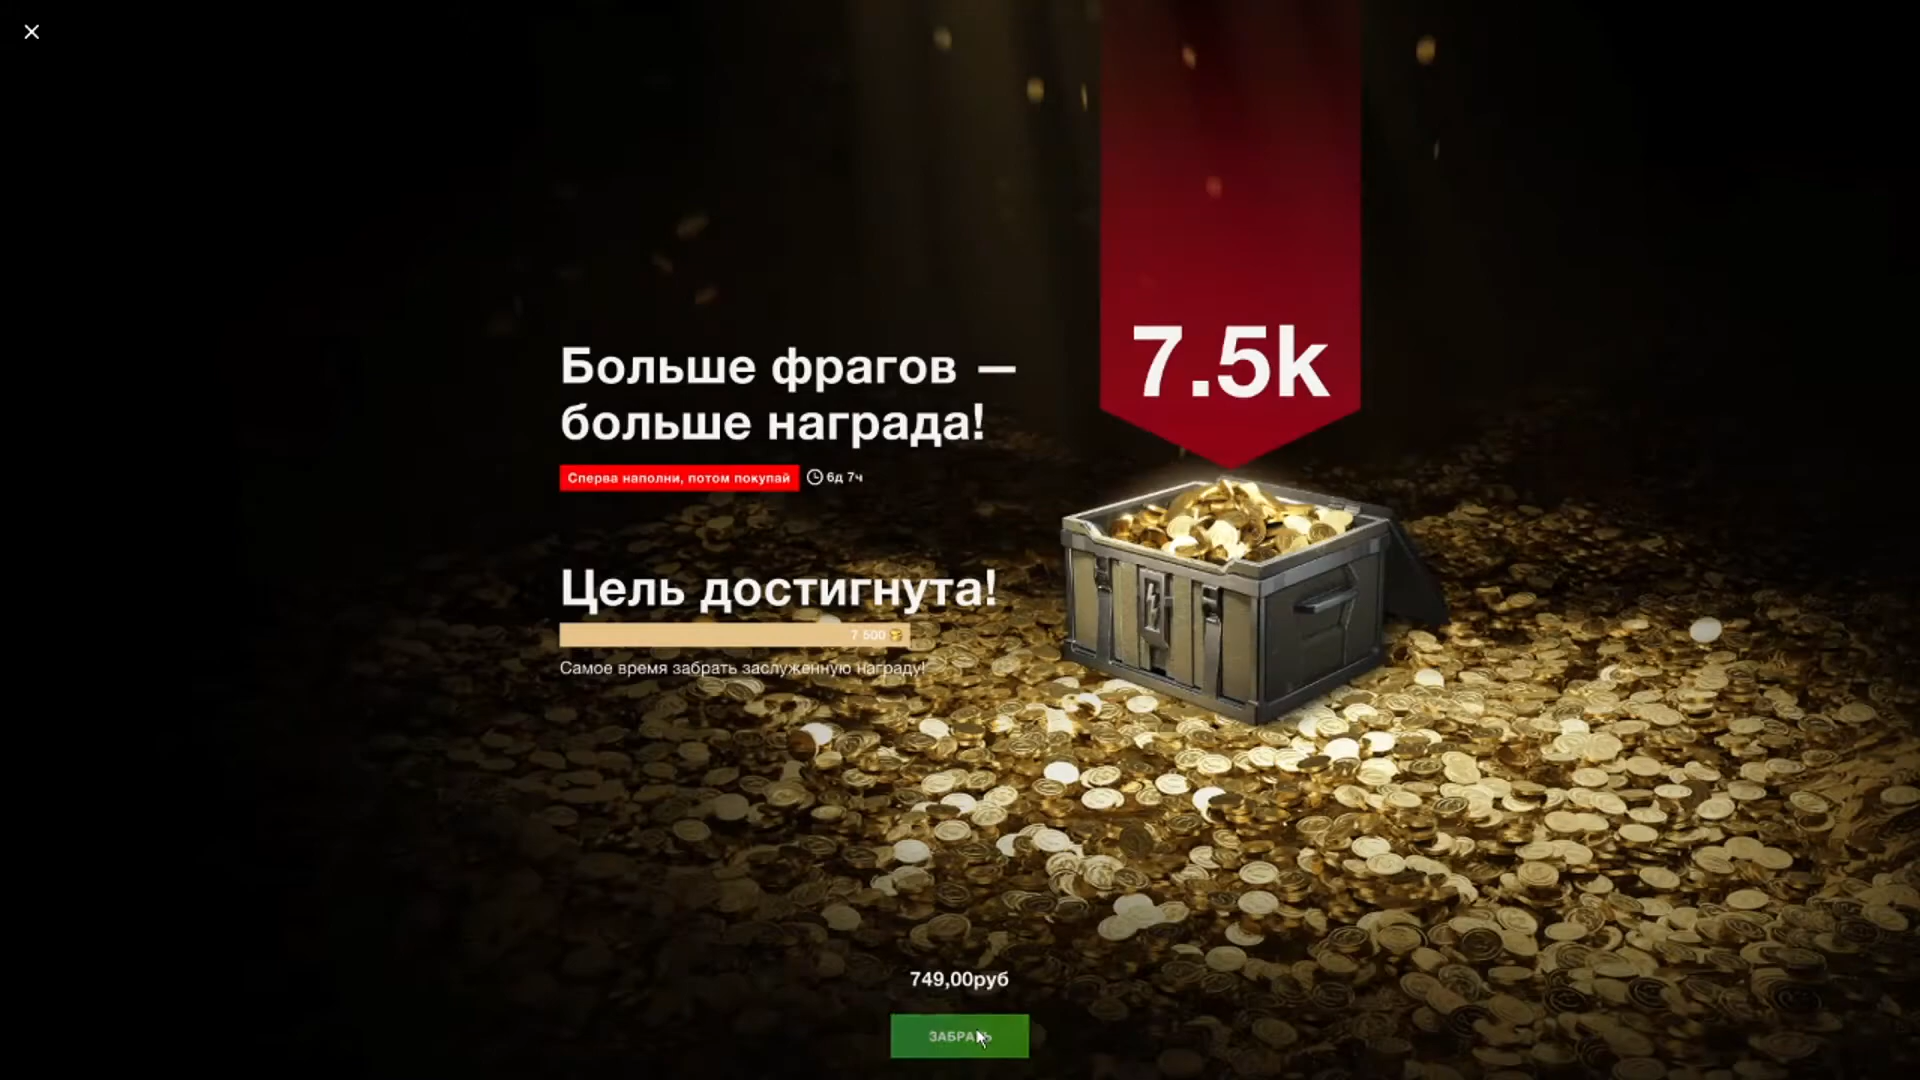 7.5k
Больше фрагов —
больше награда!
Сперва наполни, потом покупай
6д 7ч
Цель достигнута!
7 500
Самое время забрать заслуженную награду!
749,00руб
ЗАБРАТЬ